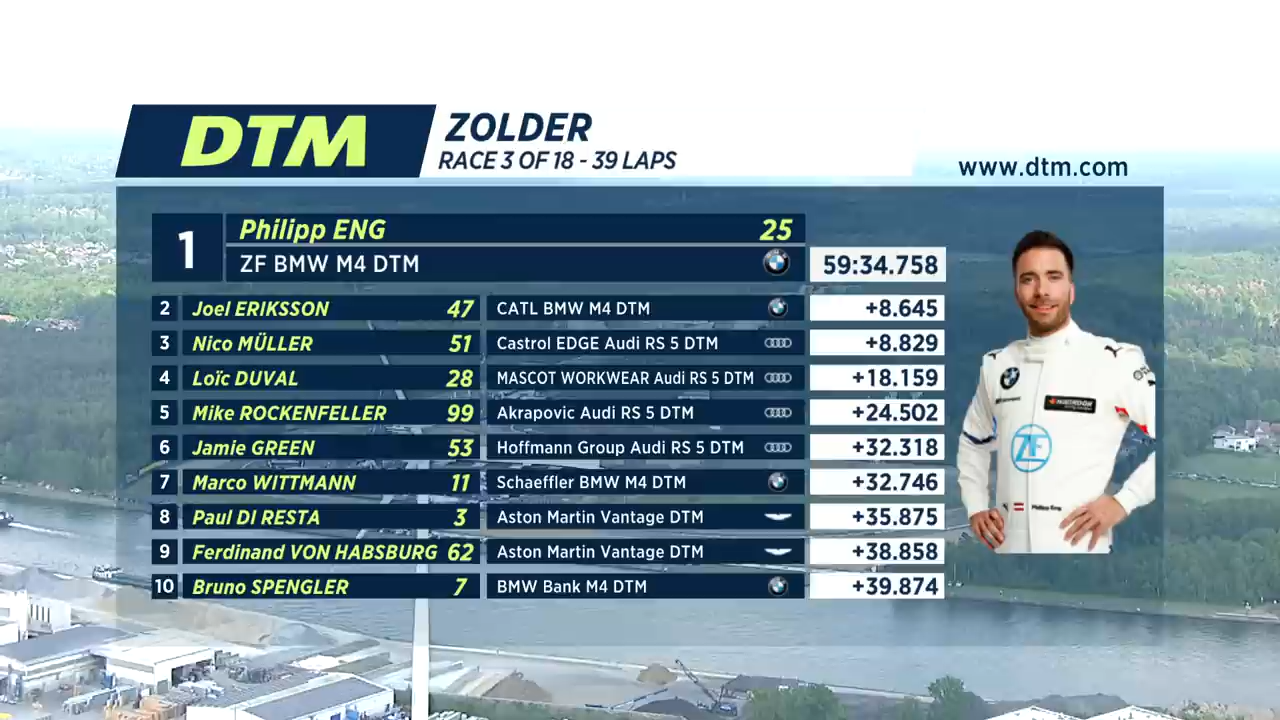 DTM
ZOLDER
RACE 3 OF 18 - 39 LAPS
www.dtm.com
1 Philipp ENG 25
ZF BMW M4 DTM 59:34.758
2 Joel ERIKSSON 47 CATL BMW M4 DTM +8.645
3 Nico MÜLLER 51 Castrol EDGE Audi RS 5 DTM +8.829
4 Loïc DUVAL 28 MASCOT WORKWEAR Audi RS 5 DTM +18.159
5 Mike ROCKENFELLER 99 Akrapovic Audi RS 5 DTM +24.502
6 Jamie GREEN 53 Hoffmann Group Audi RS 5 DTM +32.318
7 Marco WITTMANN 11 Schaeffler BMW M4 DTM +32.746
8 Paul DI RESTA 3 Aston Martin Vantage DTM +35.875
9 Ferdinand VON HABSBURG 62 Aston Martin Vantage DTM +38.858
10 Bruno SPENGLER 7 BMW Bank M4 DTM +39.874
ZF
Philipp Eng